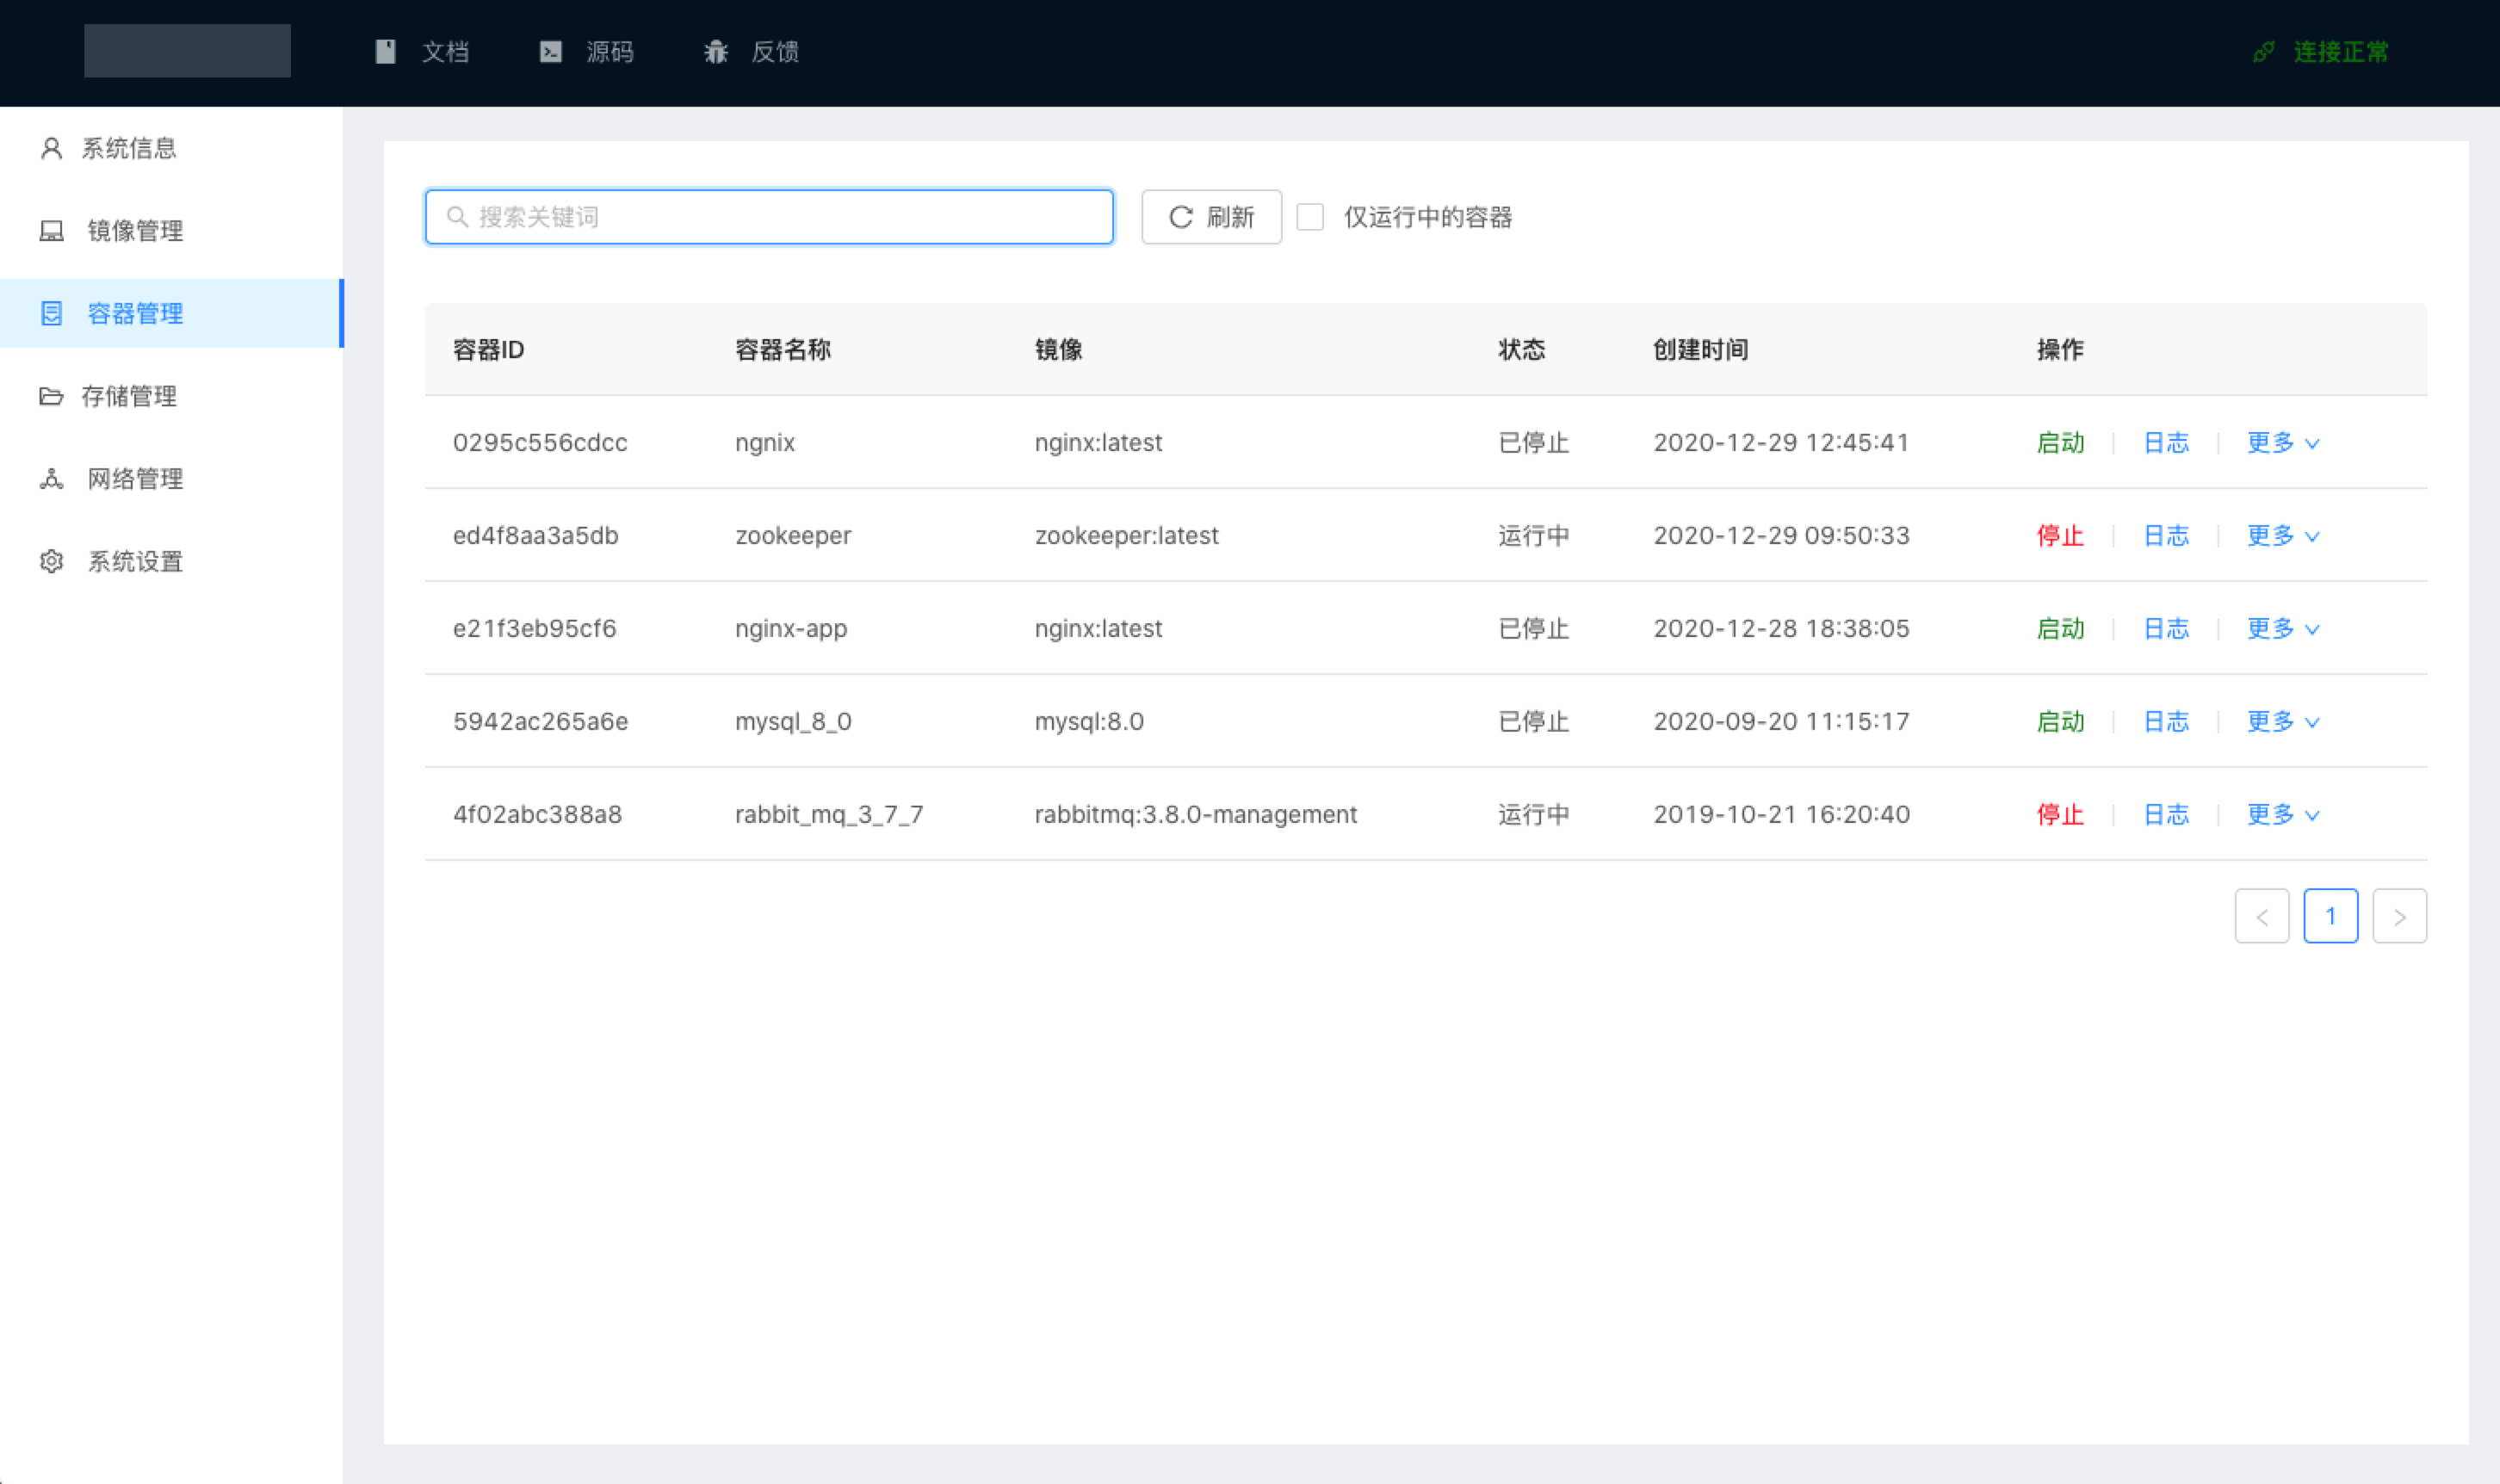 文档 源码 反馈 连接正常
系统信息
镜像管理
容器管理
存储管理
网络管理
系统设置
搜索关键词 刷新 仅运行中的容器
容器ID 容器名称 镜像 状态 创建时间 操作
0295c556cdcc ngnix nginx:latest 已停止 2020-12-29 12:45:41 启动 日志 更多
ed4f8aa3a5db zookeeper zookeeper:latest 运行中 2020-12-29 09:50:33 停止 日志 更多
e21f3eb95cf6 nginx-app nginx:latest 已停止 2020-12-28 18:38:05 启动 日志 更多
5942ac265a6e mysql_8_0 mysql:8.0 已停止 2020-09-20 11:15:17 启动 日志 更多
4f02abc388a8 rabbit_mq_3_7_7 rabbitmq:3.8.0-management 运行中 2019-10-21 16:20:40 停止 日志 更多
< 1 >